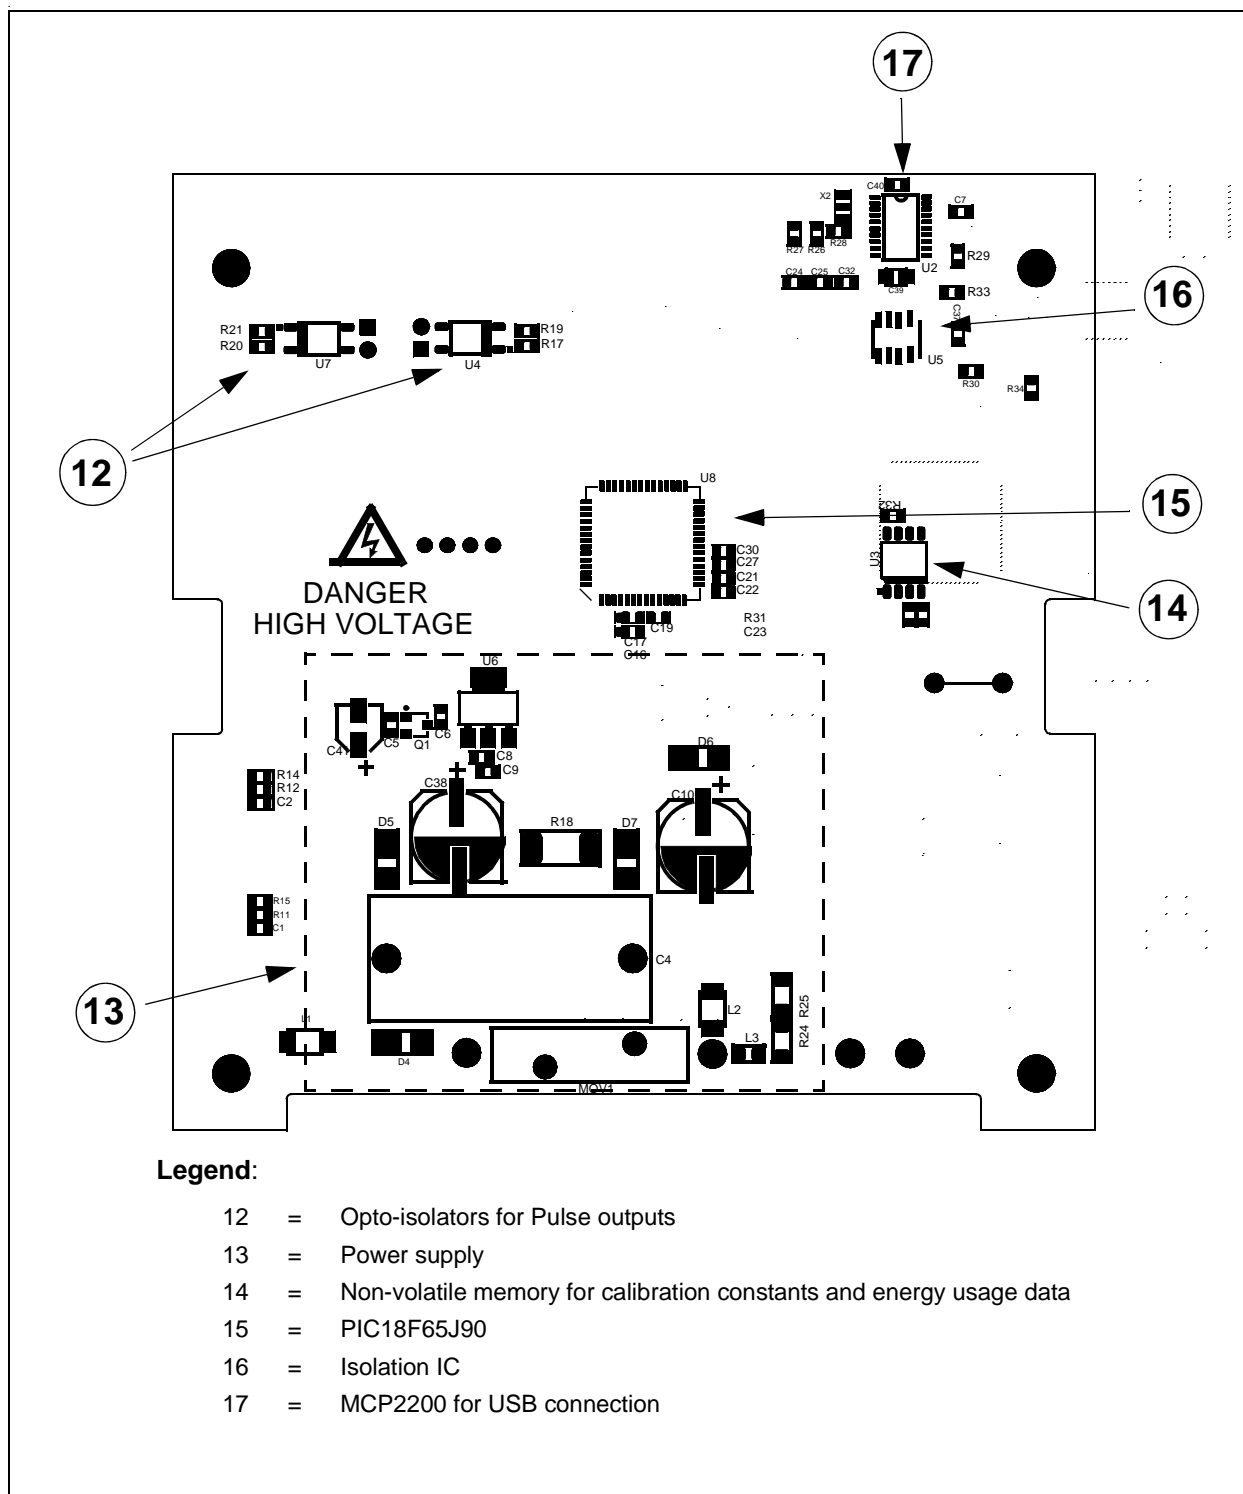 17
C40
X2
C7
R27 R26 R28
U2
R29
C24 C25 C32
C39
R33
16
R21
R20
U7
R19
R17
U4
U5
R30
R34
12
U8
15
R32
C30
C27
C21
C22
U3
DANGER
HIGH VOLTAGE
14
R31
C19
C23
C17
U6
C41
C5
Q1
C6
D6
C8
C9
R14
R12
C2
C38
C10
D5
R18
D7
R15
R11
C1
C4
13
L1
L2
R25
R24
L3
D4
MOV1
Legend:
12 = Opto-isolators for Pulse outputs
13 = Power supply
14 = Non-volatile memory for calibration constants and energy usage data
15 = PIC18F65J90
16 = Isolation IC
17 = MCP2200 for USB connection